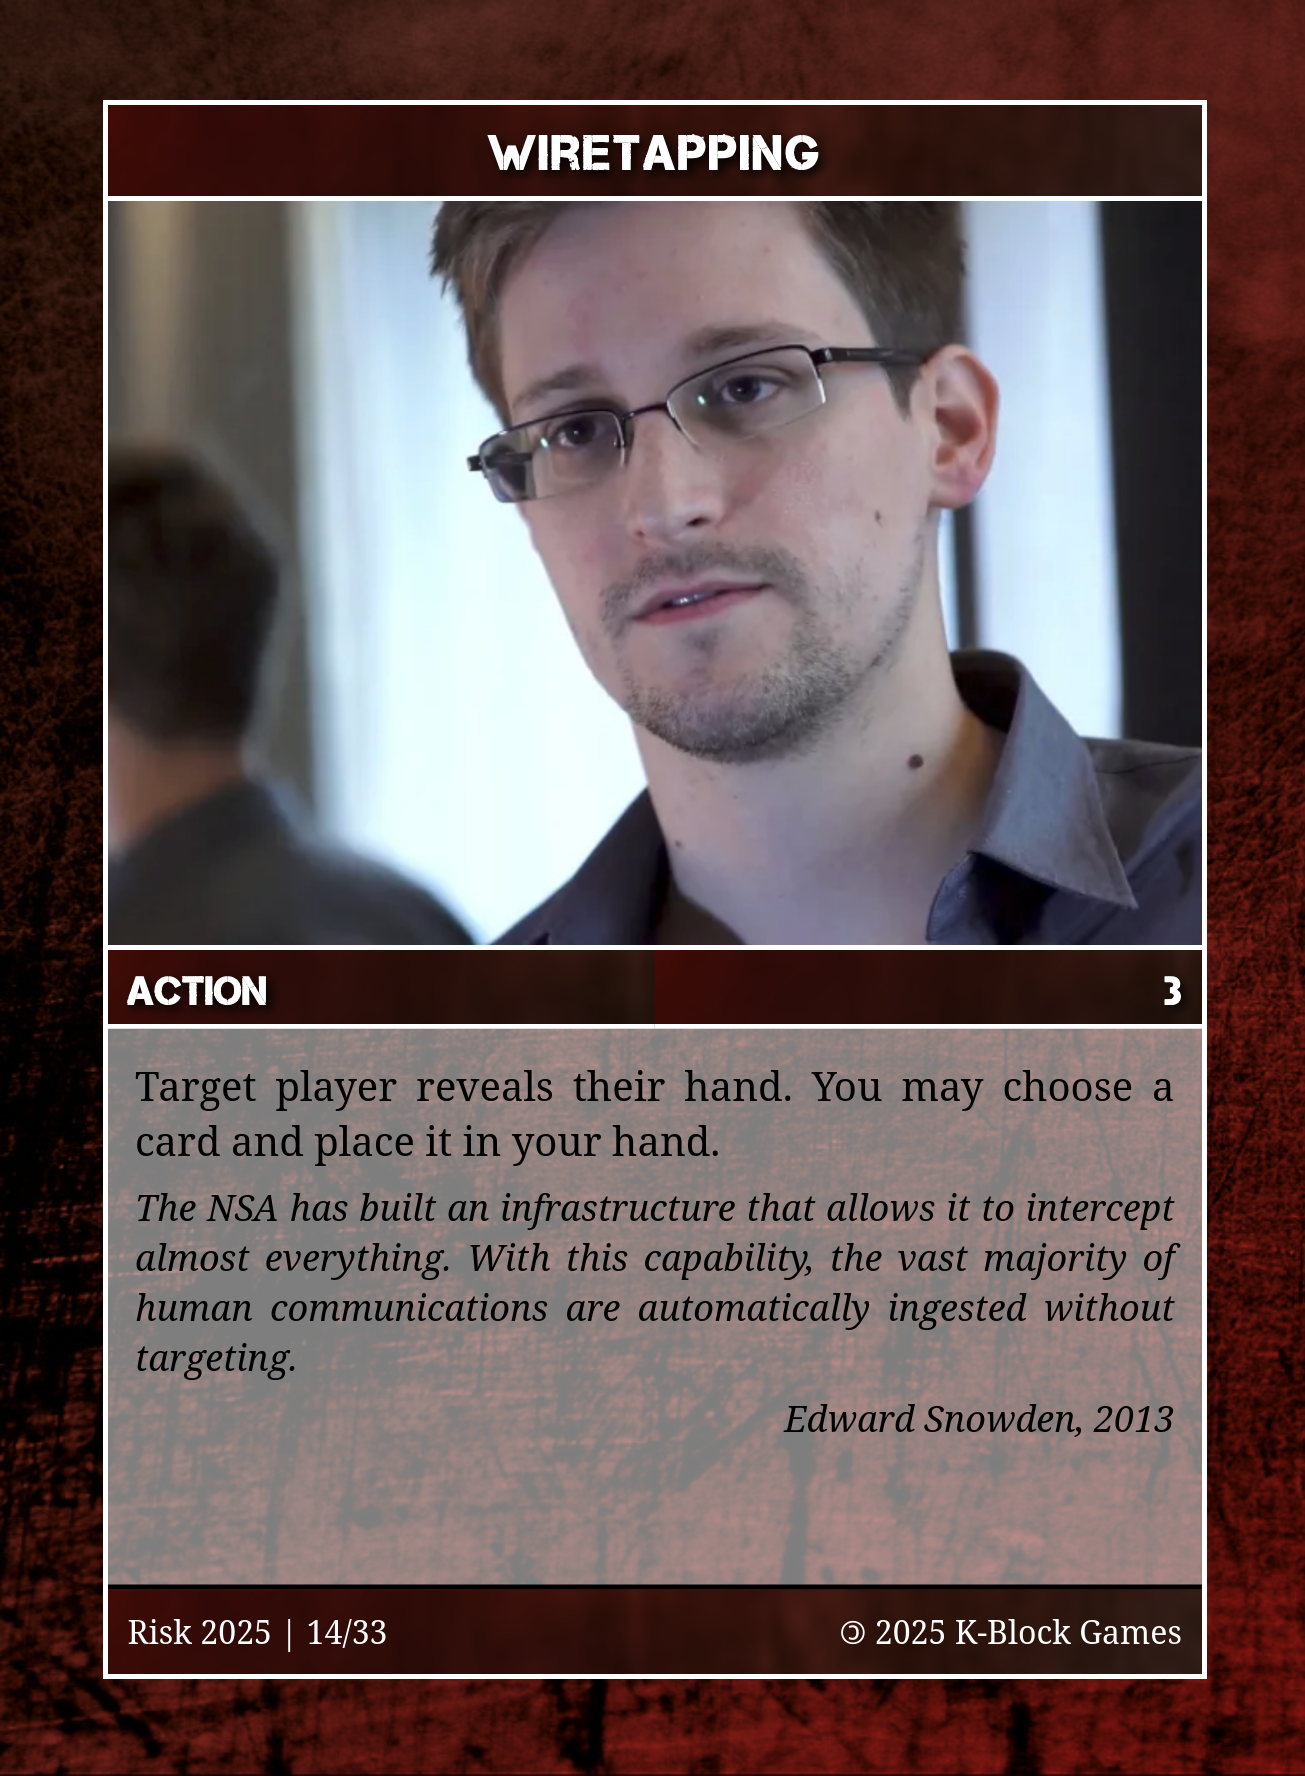 WIRETAPPING
ACTION
3
Target player reveals their hand. You may choose a
card and place it in your hand.
The NSA has built an infrastructure that allows it to intercept
almost everything. With this capability, the vast majority of
human communications are automatically ingested without
targeting.
Edward Snowden, 2013
Risk 2025 | 14/33
🄯 2025 K-Block Games